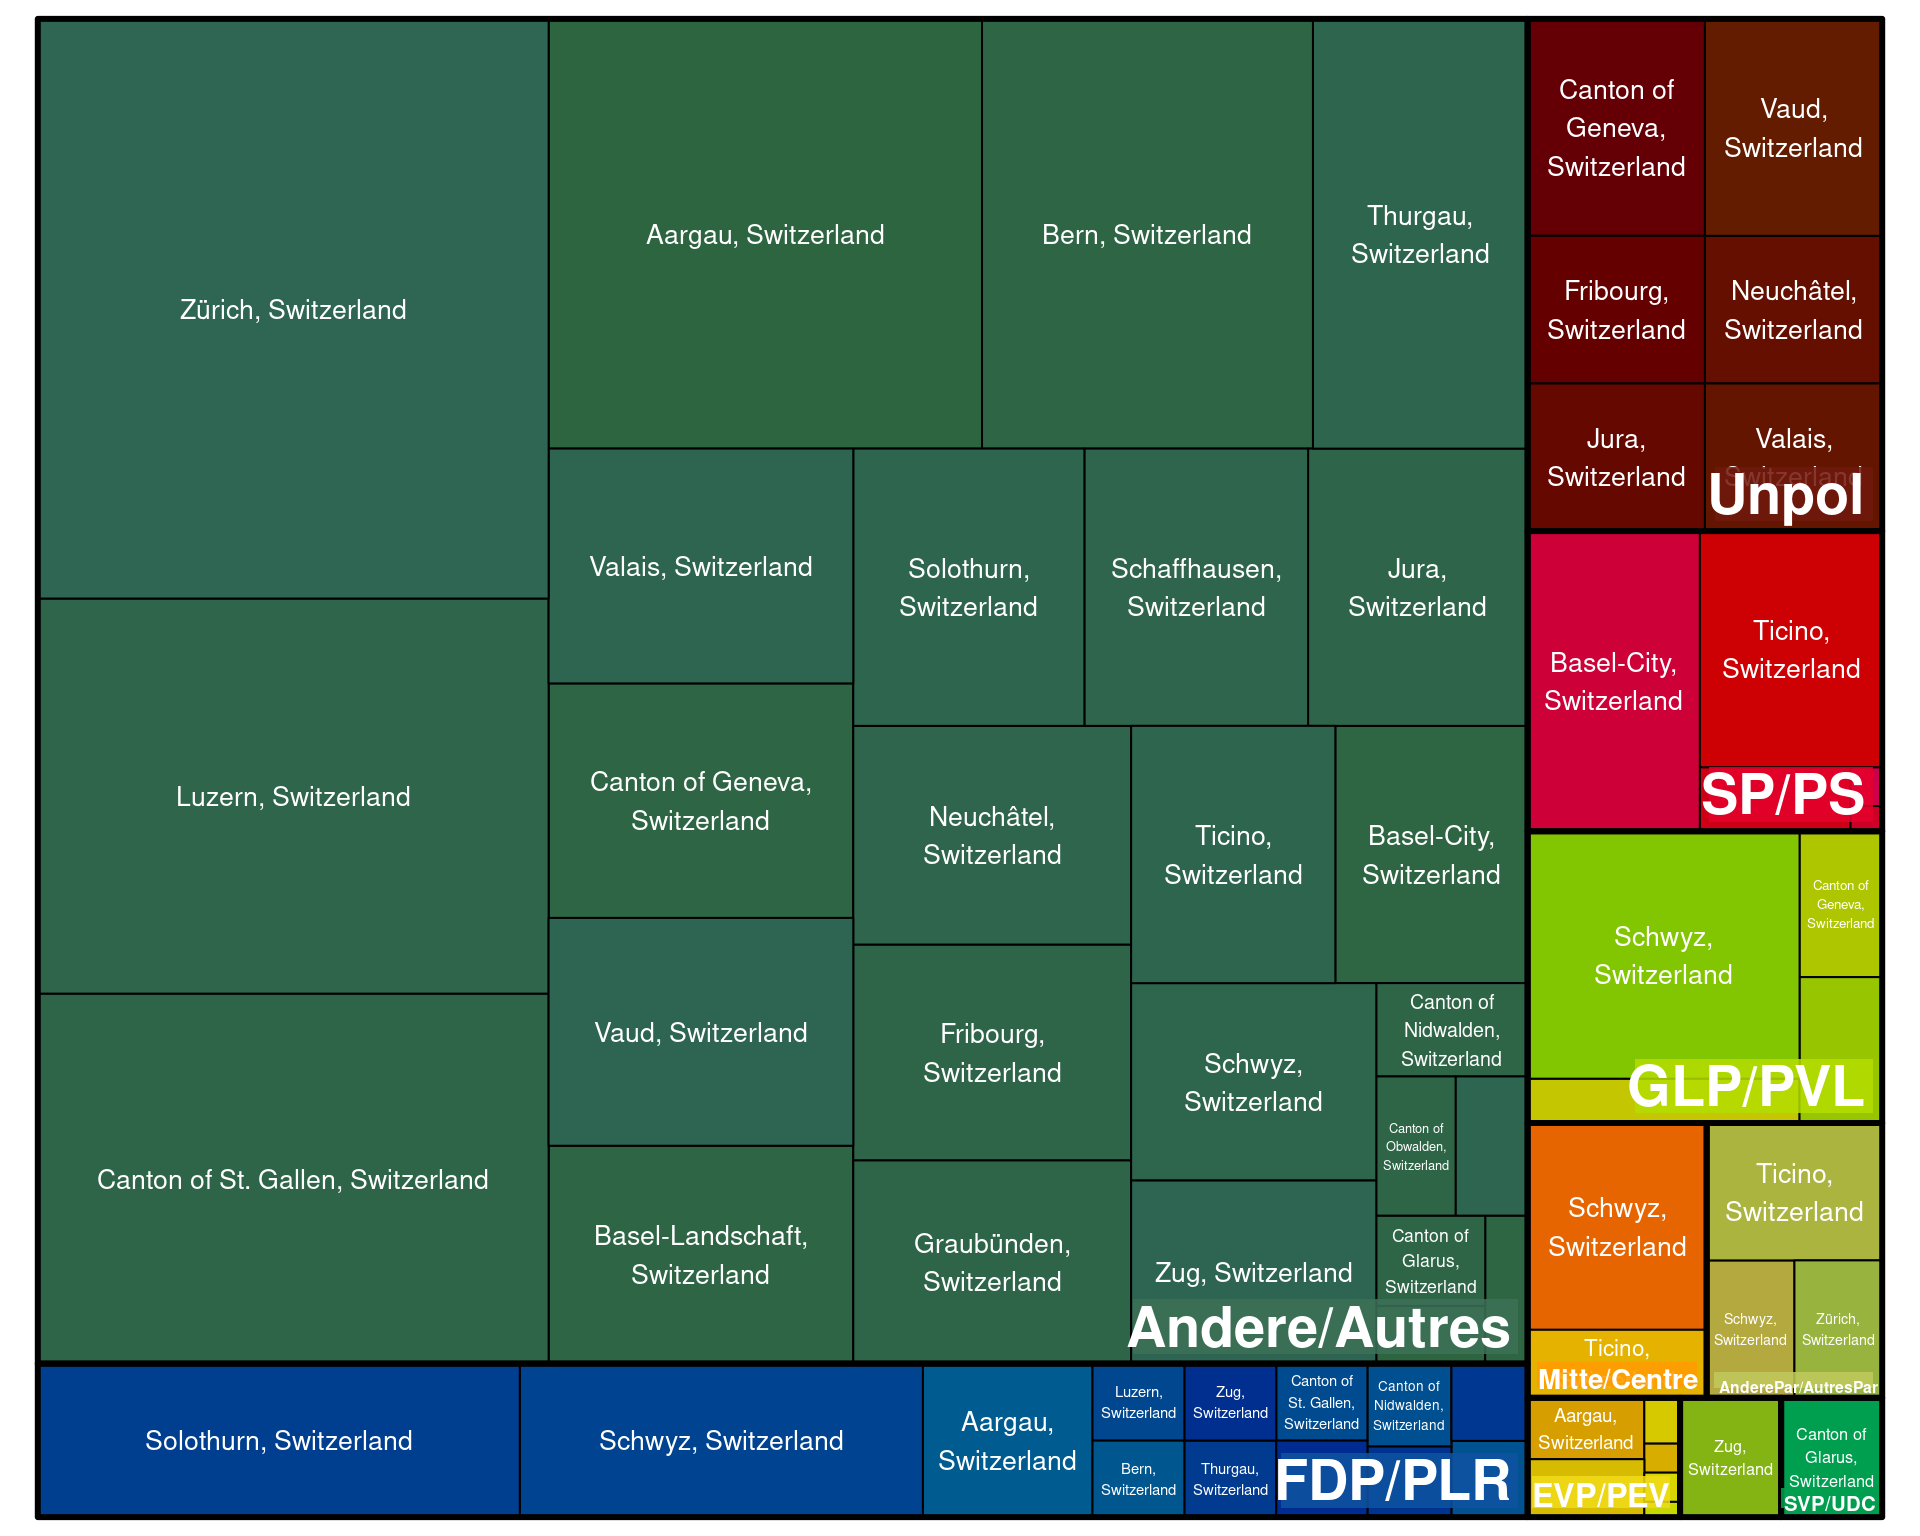 Zürich, Switzerland
Luzern, Switzerland
Canton of St. Gallen, Switzerland
Aargau, Switzerland
Bern, Switzerland
Thurgau,
Switzerland
Valais, Switzerland
Canton of Geneva,
Switzerland
Vaud, Switzerland
Basel-Landschaft,
Switzerland
Solothurn,
Switzerland
Schaffhausen,
Switzerland
Jura,
Switzerland
Neuchâtel,
Switzerland
Fribourg,
Switzerland
Graubünden,
Switzerland
Ticino,
Switzerland
Basel-City,
Switzerland
Schwyz,
Switzerland
Zug, Switzerland
Canton of
Nidwalden,
Switzerland
Canton of
Obwalden,
Switzerland
Canton of
Glarus,
Switzerland
Andere/Autres
Solothurn, Switzerland
Schwyz, Switzerland
Aargau,
Switzerland
Luzern,
Switzerland
Bern,
Switzerland
Zug,
Switzerland
Thurgau,
Switzerland
Canton of
St. Gallen,
Switzerland
Canton of
Nidwalden,
Switzerland
FDP/PLR
Canton of
Geneva,
Switzerland
Vaud,
Switzerland
Fribourg,
Switzerland
Neuchâtel,
Switzerland
Jura,
Switzerland
Valais,
Switzerland
Unpol
Basel-City,
Switzerland
Ticino,
Switzerland
SP/PS
Schwyz,
Switzerland
Canton of
Geneva,
Switzerland
GLP/PVL
Schwyz,
Switzerland
Ticino,
Mitte/Centre
Ticino,
Switzerland
Schwyz,
Switzerland
Zürich,
Switzerland
AnderePar/AutresPar
Aargau,
Switzerland
EVP/PEV
Zug,
Switzerland
Canton of
Glarus,
Switzerland
SVP/UDC